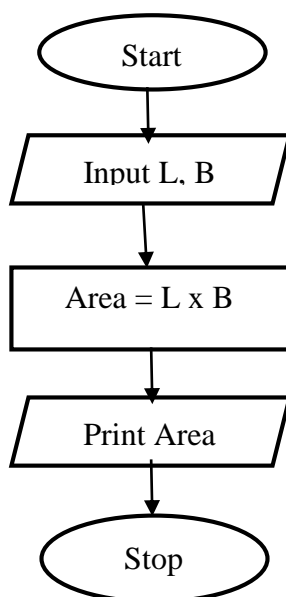 Start
Input L, B
Area = L x B
Print Area
Stop